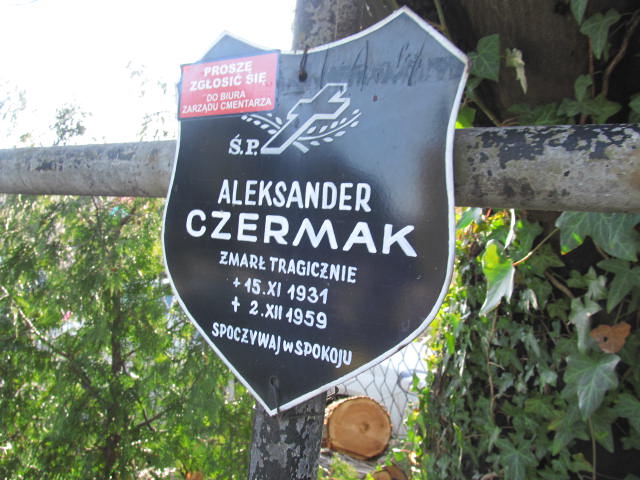 PROSZĘ
ZGŁOSIĆ SIĘ
DO BIURA
ZARZĄDU CMENTARZA
Ś.P.
ALEKSANDER
CZERMAK
ZMARŁ TRAGICZNIE
+ 15.XI 1931
+ 2.XII 1959
SPOCZYWAJ W SPOKOJU